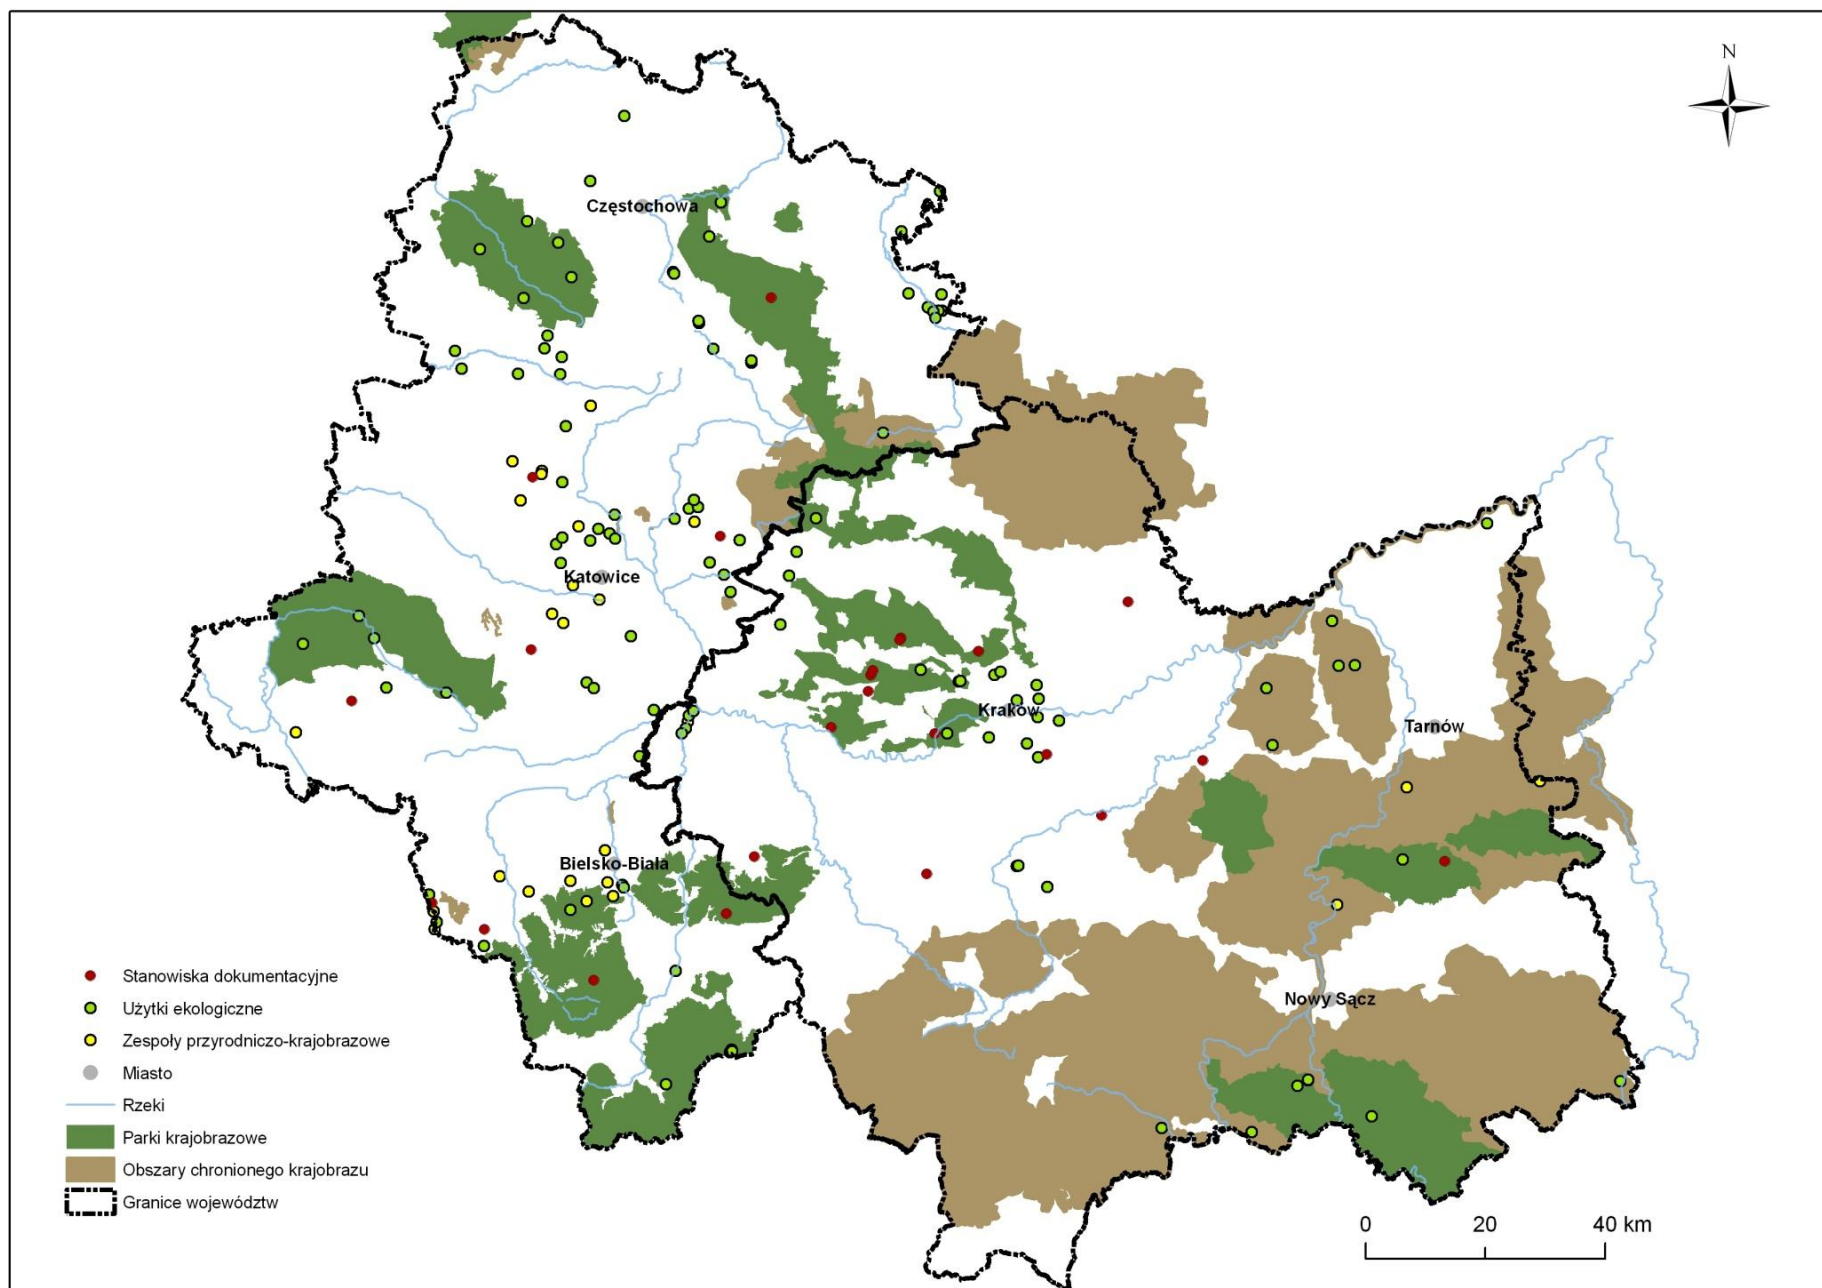 N
Częstochowa
Katowice
Kraków
Tarnów
Bielsko-Biała
Nowy Sącz
Stanowiska dokumentacyjne
Użytki ekologiczne
Zespoły przyrodniczo-krajobrazowe
Miasto
Rzeki
Parki krajobrazowe
Obszary chronionego krajobrazu
Granice województw
0 20 40 km